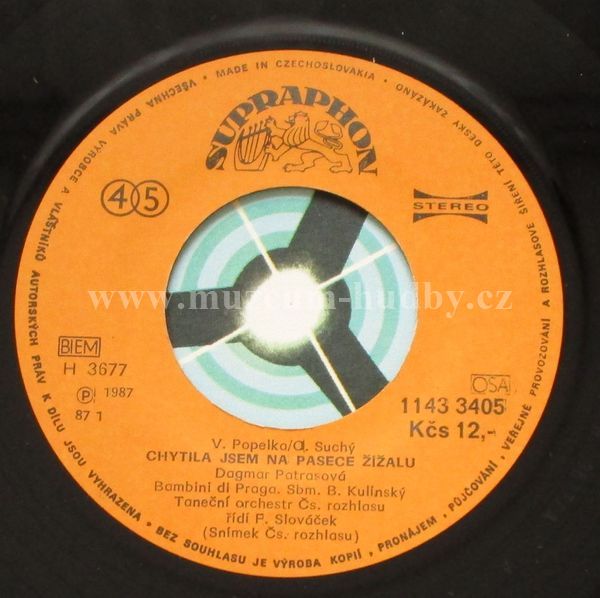 MADE IN CZECHOSLOVAKIA • VŠECHNA PRÁVA VÝROBCE A VLASTNÍKŮ AUTORSKÝCH PRÁV K DÍLU JSOU VYHRAZENA • BEZ SOUHLASU JE VÝROBA KOPIÍ, PRONÁJEM, PŮJČOVÁNÍ, VEŘEJNÉ PROVOZOVÁNÍ A ROZHLASOVÉ ŠÍŘENÍ TÉTO DESKY ZAKÁZÁNO •
SUPRAPHON
45
STEREO
www.muzeum-hudby.cz
BIEM
H 3677
Ⓟ 1987
87 1
OSA
1143 3405
Kčs 12,-
V. Popelka/O. Suchý
CHYTILA JSEM NA PASECE ŽÍŽALU
Dagmar Patrasová
Bambini di Praga. Sbm. B. Kulínský
Taneční orchestr Čs. rozhlasu
řídí F. Slováček
(Snímek Čs. rozhlasu)